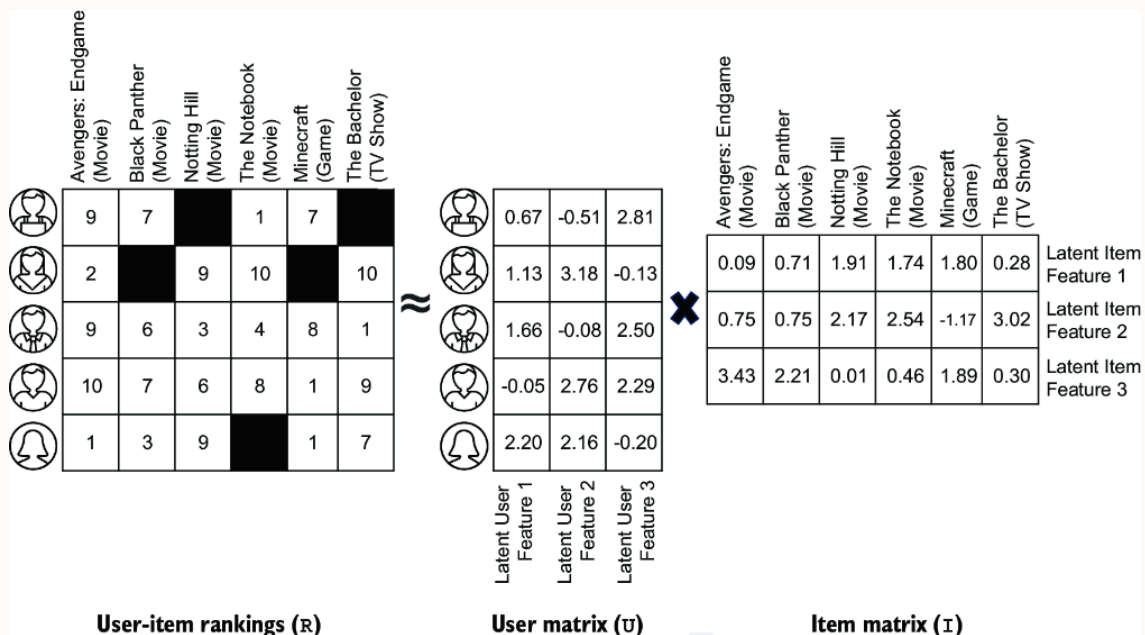 Avengers: Endgame
(Movie)
Black Panther
(Movie)
Notting Hill
(Movie)
The Notebook
(Movie)
Minecraft
(Game)
The Bachelor
(TV Show)
9 7 1 7
2 9 10 10
9 6 3 4 8 1
10 7 6 8 1 9
1 3 9 1 7
User-item rankings (R)
≈
0.67 -0.51 2.81
1.13 3.18 -0.13
1.66 -0.08 2.50
-0.05 2.76 2.29
2.20 2.16 -0.20
Latent User
Feature 1
Latent User
Feature 2
Latent User
Feature 3
User matrix (U)
Avengers: Endgame
(Movie)
Black Panther
(Movie)
Notting Hill
(Movie)
The Notebook
(Movie)
Minecraft
(Game)
The Bachelor
(TV Show)
0.09 0.71 1.91 1.74 1.80 0.28
Latent Item
Feature 1
0.75 0.75 2.17 2.54 -1.17 3.02
Latent Item
Feature 2
3.43 2.21 0.01 0.46 1.89 0.30
Latent Item
Feature 3
Item matrix (I)